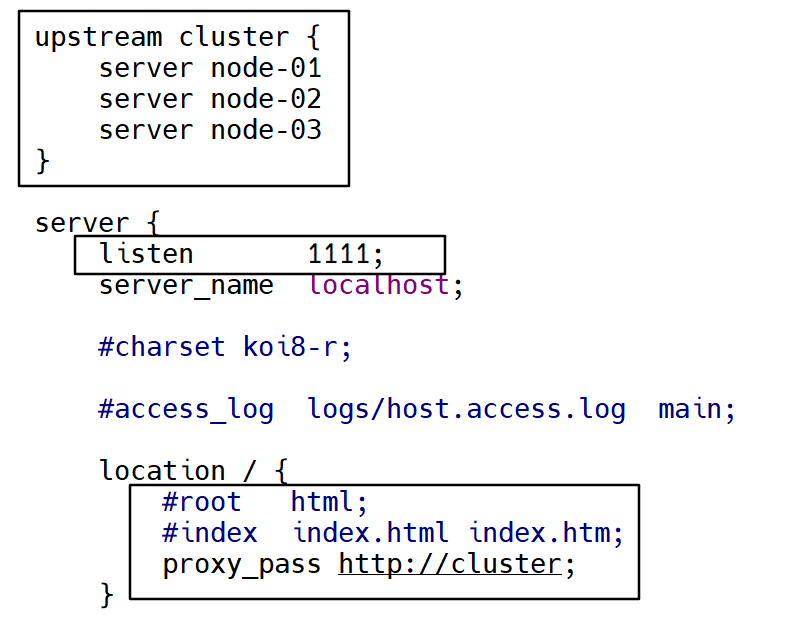 upstream cluster {
    server node-01
    server node-02
    server node-03
}
server {
    listen       1111;
    server_name  localhost;
    #charset koi8-r;
    #access_log  logs/host.access.log  main;
    location / {
        #root   html;
        #index  index.html index.htm;
        proxy_pass http://cluster;
    }